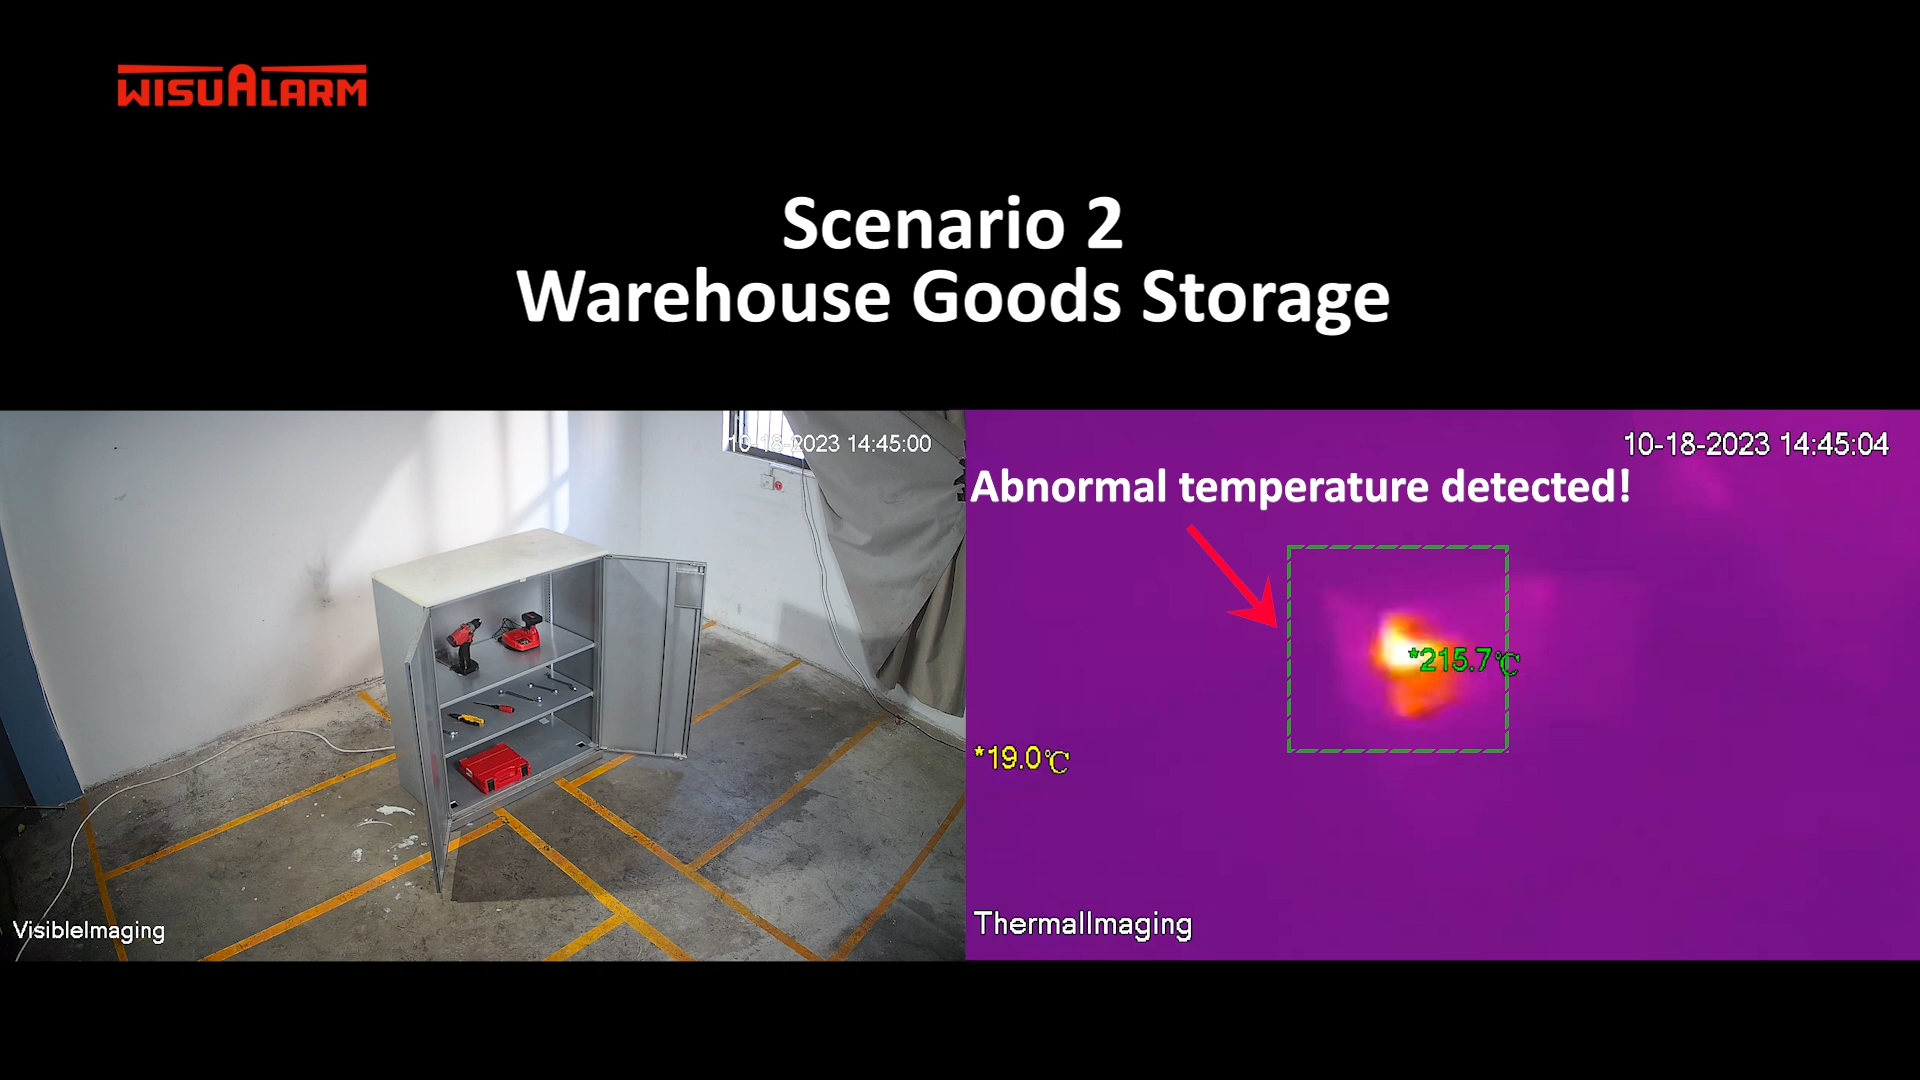 WISUALARM
Scenario 2
Warehouse Goods Storage
10-18-2023 14:45:00
10-18-2023 14:45:04
Abnormal temperature detected!
*215.7℃
*19.0℃
VisibleImaging
ThermalImaging